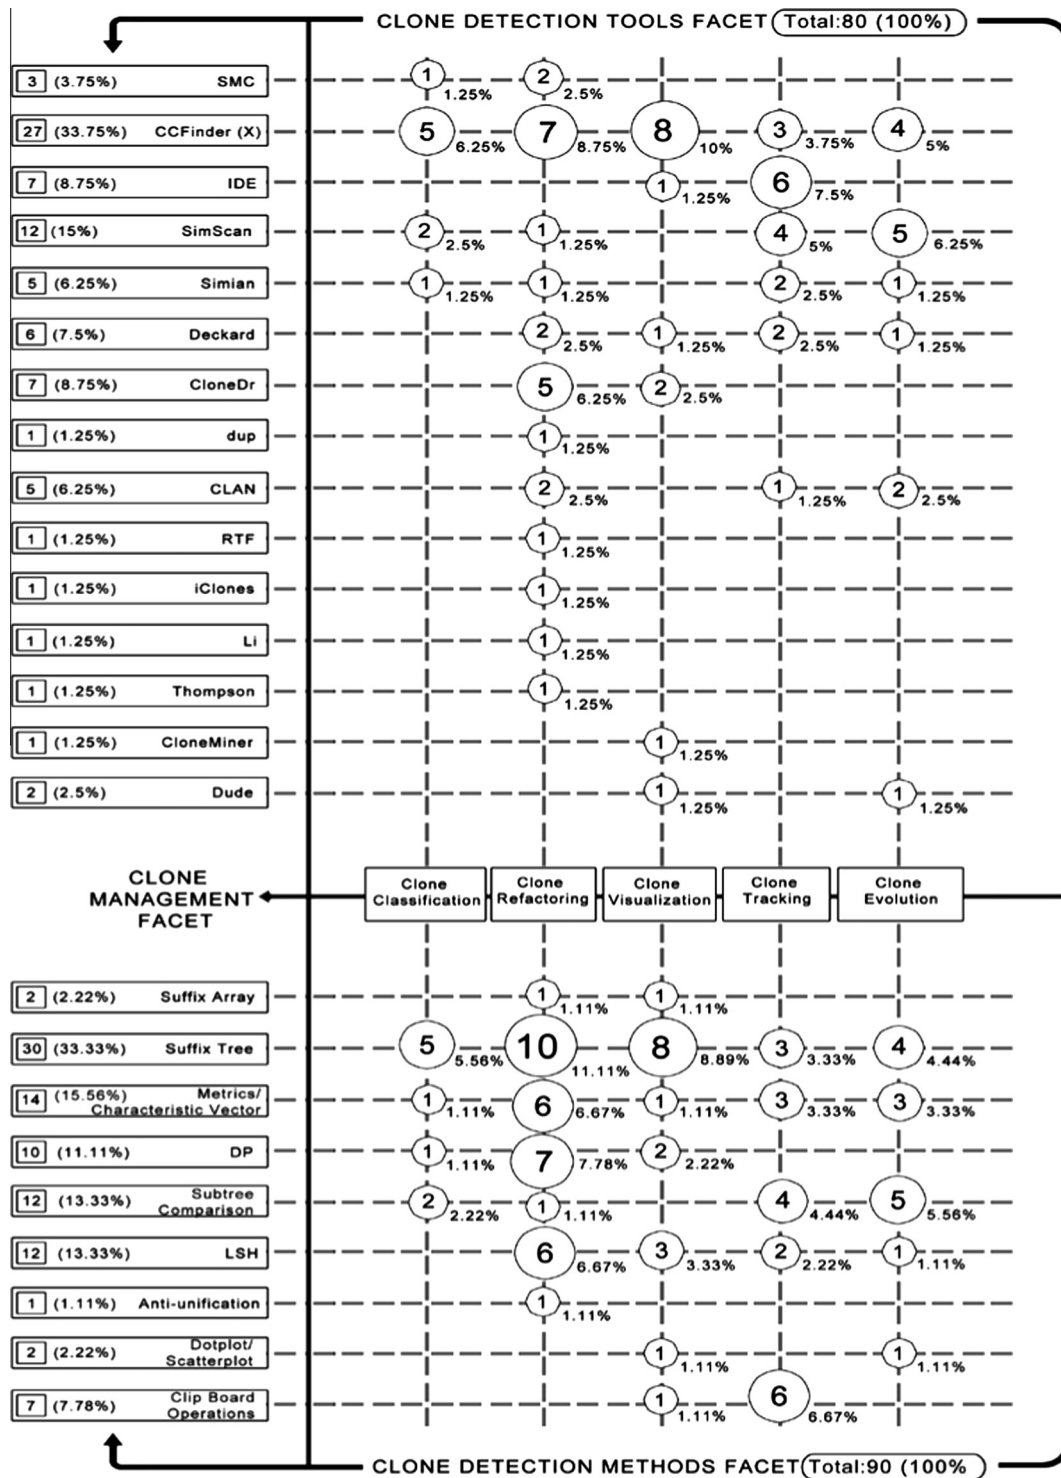 CLONE DETECTION TOOLS FACET Total:80 (100%)
3 (3.75%) SMC 1 1.25% 2 2.5%
27 (33.75%) CCFinder (X) 5 6.25% 7 8.75% 8 10% 3 3.75% 4 5%
7 (8.75%) IDE 1 1.25% 6 7.5%
12 (15%) SimScan 2 2.5% 1 1.25% 4 5% 5 6.25%
5 (6.25%) Simian 1 1.25% 1 1.25% 2 2.5% 1 1.25%
6 (7.5%) Deckard 2 2.5% 1 1.25% 2 2.5% 1 1.25%
7 (8.75%) CloneDr 5 6.25% 2 2.5%
1 (1.25%) dup 1 1.25%
5 (6.25%) CLAN 2 2.5% 1 1.25% 2 2.5%
1 (1.25%) RTF 1 1.25%
1 (1.25%) iClones 1 1.25%
1 (1.25%) Li 1 1.25%
1 (1.25%) Thompson 1 1.25%
1 (1.25%) CloneMiner 1 1.25%
2 (2.5%) Dude 1 1.25% 1 1.25%
CLONE
MANAGEMENT
FACET
Clone
Classification
Clone
Refactoring
Clone
Visualization
Clone
Tracking
Clone
Evolution
2 (2.22%) Suffix Array 1 1.11% 1 1.11%
30 (33.33%) Suffix Tree 5 5.56% 10 11.11% 8 8.89% 3 3.33% 4 4.44%
14 (15.56%) Metrics/
Characteristic Vector 1 1.11% 6 6.67% 1 1.11% 3 3.33% 3 3.33%
10 (11.11%) DP 1 1.11% 7 7.78% 2 2.22%
12 (13.33%) Subtree
Comparison 2 2.22% 1 1.11% 4 4.44% 5 5.56%
12 (13.33%) LSH 6 6.67% 3 3.33% 2 2.22% 1 1.11%
1 (1.11%) Anti-unification 1 1.11%
2 (2.22%) Dotplot/
Scatterplot 1 1.11% 1 1.11%
7 (7.78%) Clip Board
Operations 1 1.11% 6 6.67%
CLONE DETECTION METHODS FACET Total:90 (100%